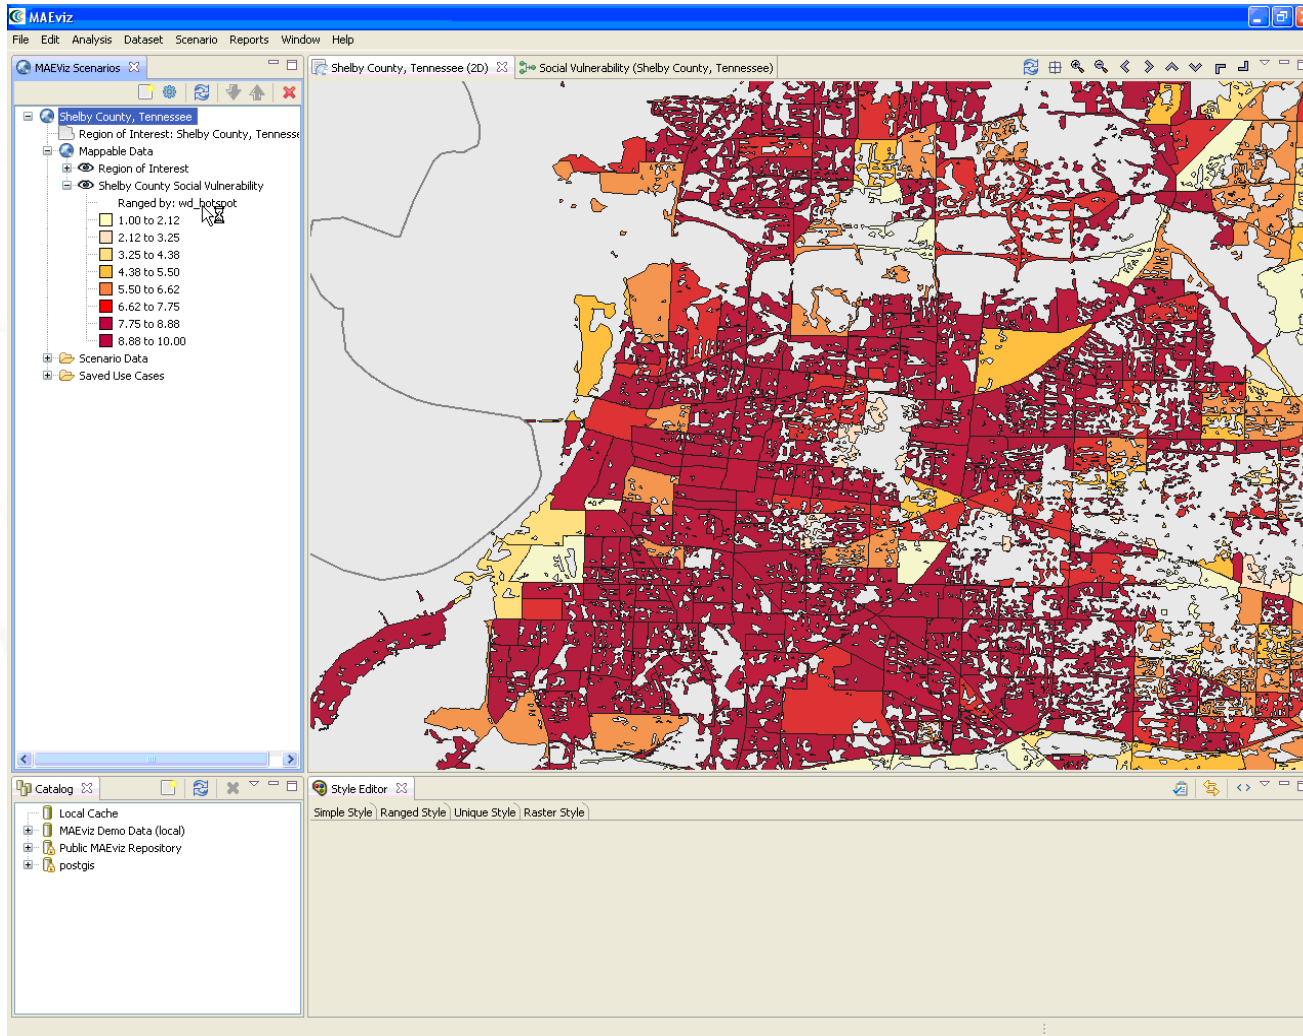 MAEviz
File Edit Analysis Dataset Scenario Reports Window Help
MAEViz Scenarios
Shelby County, Tennessee
Region of Interest: Shelby County, Tennesse
Mappable Data
Region of Interest
Shelby County Social Vulnerability
Ranged by: wd_hotspot
1.00 to 2.12
2.12 to 3.25
3.25 to 4.38
4.38 to 5.50
5.50 to 6.62
6.62 to 7.75
7.75 to 8.88
8.88 to 10.00
Scenario Data
Saved Use Cases
Shelby County, Tennessee (2D) Social Vulnerability (Shelby County, Tennessee)
Catalog
Local Cache
MAEviz Demo Data (local)
Public MAEviz Repository
postgis
Style Editor
Simple Style Ranged Style Unique Style Raster Style